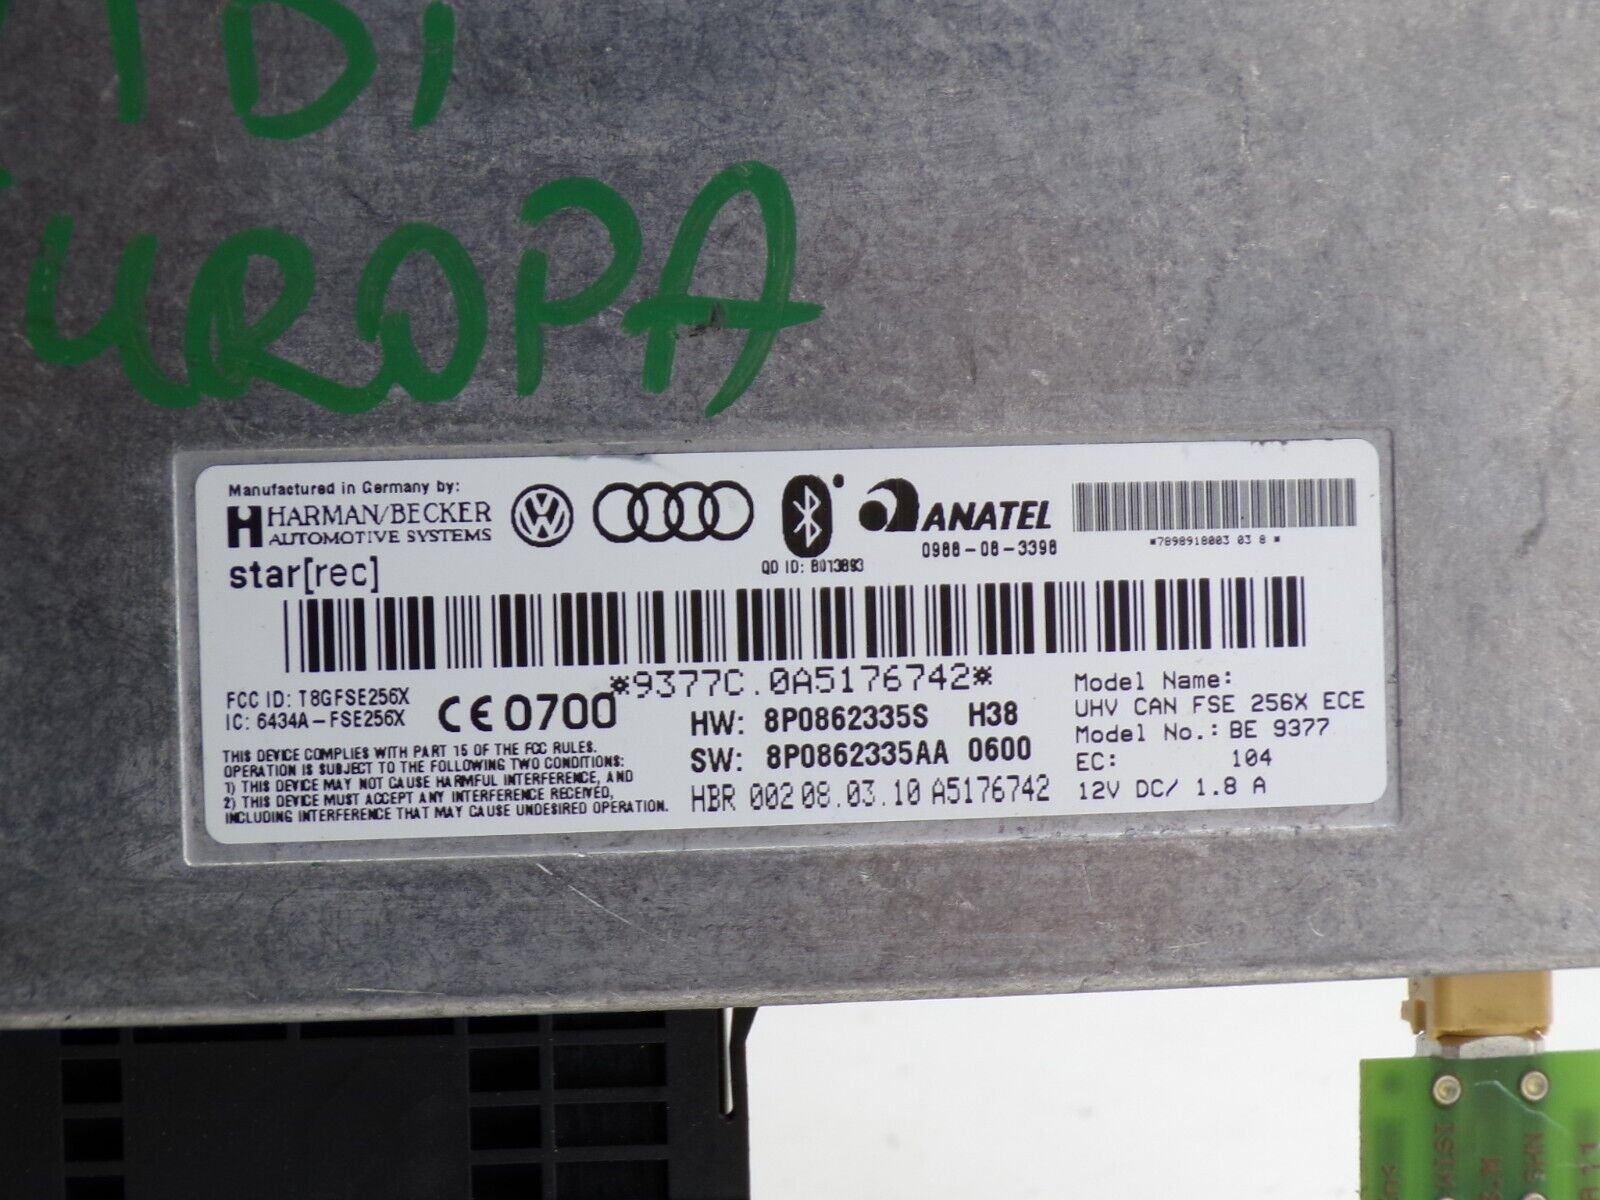 TDI
EUROPA
Manufactured in Germany by:
HARMAN/BECKER
AUTOMOTIVE SYSTEMS
star[rec]
QD ID: B013893
ANATEL
0988-08-3398
*7898918003 03 8 *
*9377C.0A5176742*
FCC ID: T8GFSE256X
IC: 6434A-FSE256X
CE 0700
THIS DEVICE COMPLIES WITH PART 15 OF THE FCC RULES.
OPERATION IS SUBJECT TO THE FOLLOWING TWO CONDITIONS:
1) THIS DEVICE MAY NOT CAUSE HARMFUL INTERFERENCE, AND
2) THIS DEVICE MUST ACCEPT ANY INTERFERENCE RECEIVED,
INCLUDING INTERFERENCE THAT MAY CAUSE UNDESIRED OPERATION.
HW: 8P0862335S H38
SW: 8P0862335AA 0600
HBR 002 08.03.10 A5176742
Model Name:
UHV CAN FSE 256X ECE
Model No.: BE 9377
EC: 104
12V DC/ 1.8 A